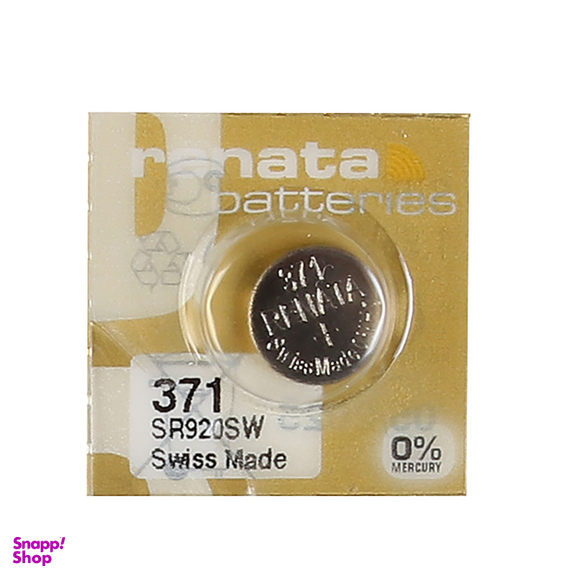 renata
batteries
371
RENATA
+
Swiss Made
371
SR920SW
Swiss Made
0%
MERCURY
Snapp!
Shop